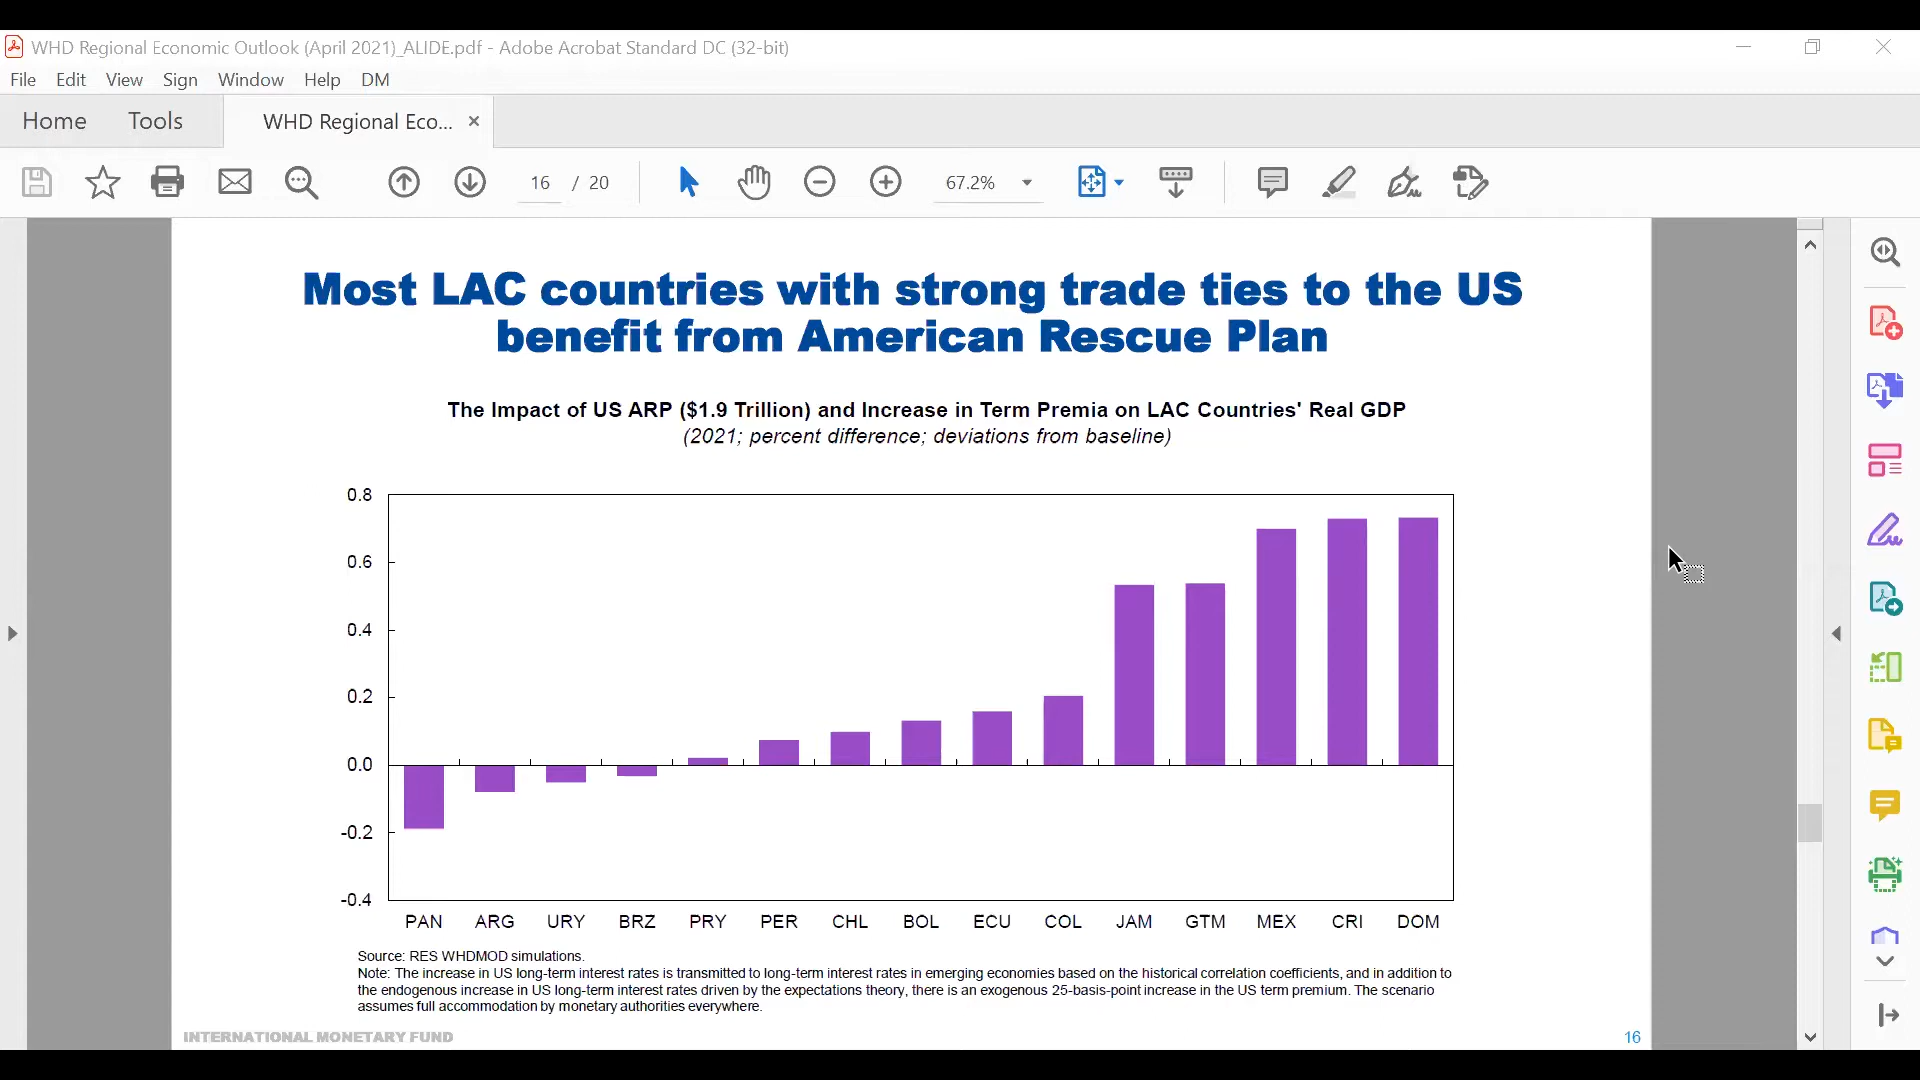 WHD Regional Economic Outlook (April 2021)_ALIDE.pdf - Adobe Acrobat Standard DC (32-bit)
File Edit View Sign Window Help DM
Home Tools WHD Regional Eco... ×
16 / 20 67.2%
Most LAC countries with strong trade ties to the US
benefit from American Rescue Plan
The Impact of US ARP ($1.9 Trillion) and Increase in Term Premia on LAC Countries' Real GDP
(2021; percent difference; deviations from baseline)
0.8
0.6
0.4
0.2
0.0
-0.2
-0.4
PAN ARG URY BRZ PRY PER CHL BOL ECU COL JAM GTM MEX CRI DOM
Source: RES WHDMOD simulations.
Note: The increase in US long-term interest rates is transmitted to long-term interest rates in emerging economies based on the historical correlation coefficients, and in addition to
the endogenous increase in US long-term interest rates driven by the expectations theory, there is an exogenous 25-basis-point increase in the US term premium. The scenario
assumes full accommodation by monetary authorities everywhere.
INTERNATIONAL MONETARY FUND 16